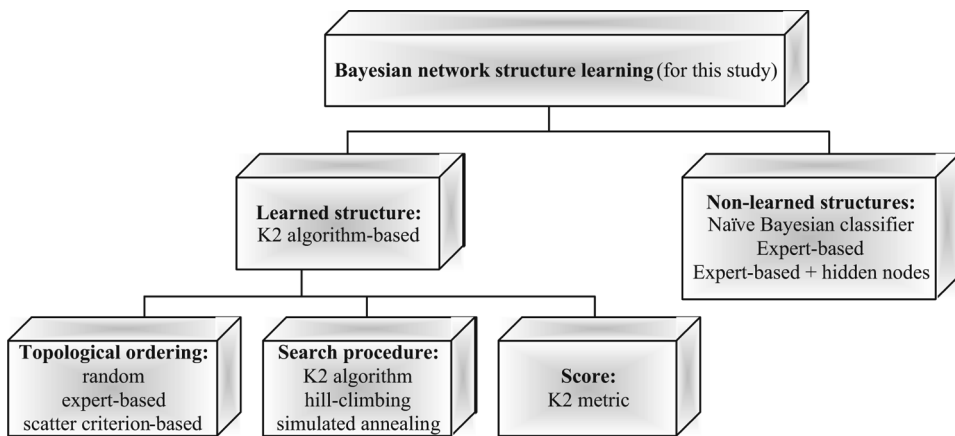 Bayesian network structure learning (for this study)
Learned structure:
K2 algorithm-based
Non-learned structures:
Naïve Bayesian classifier
Expert-based
Expert-based + hidden nodes
Topological ordering:
random
expert-based
scatter criterion-based
Search procedure:
K2 algorithm
hill-climbing
simulated annealing
Score:
K2 metric